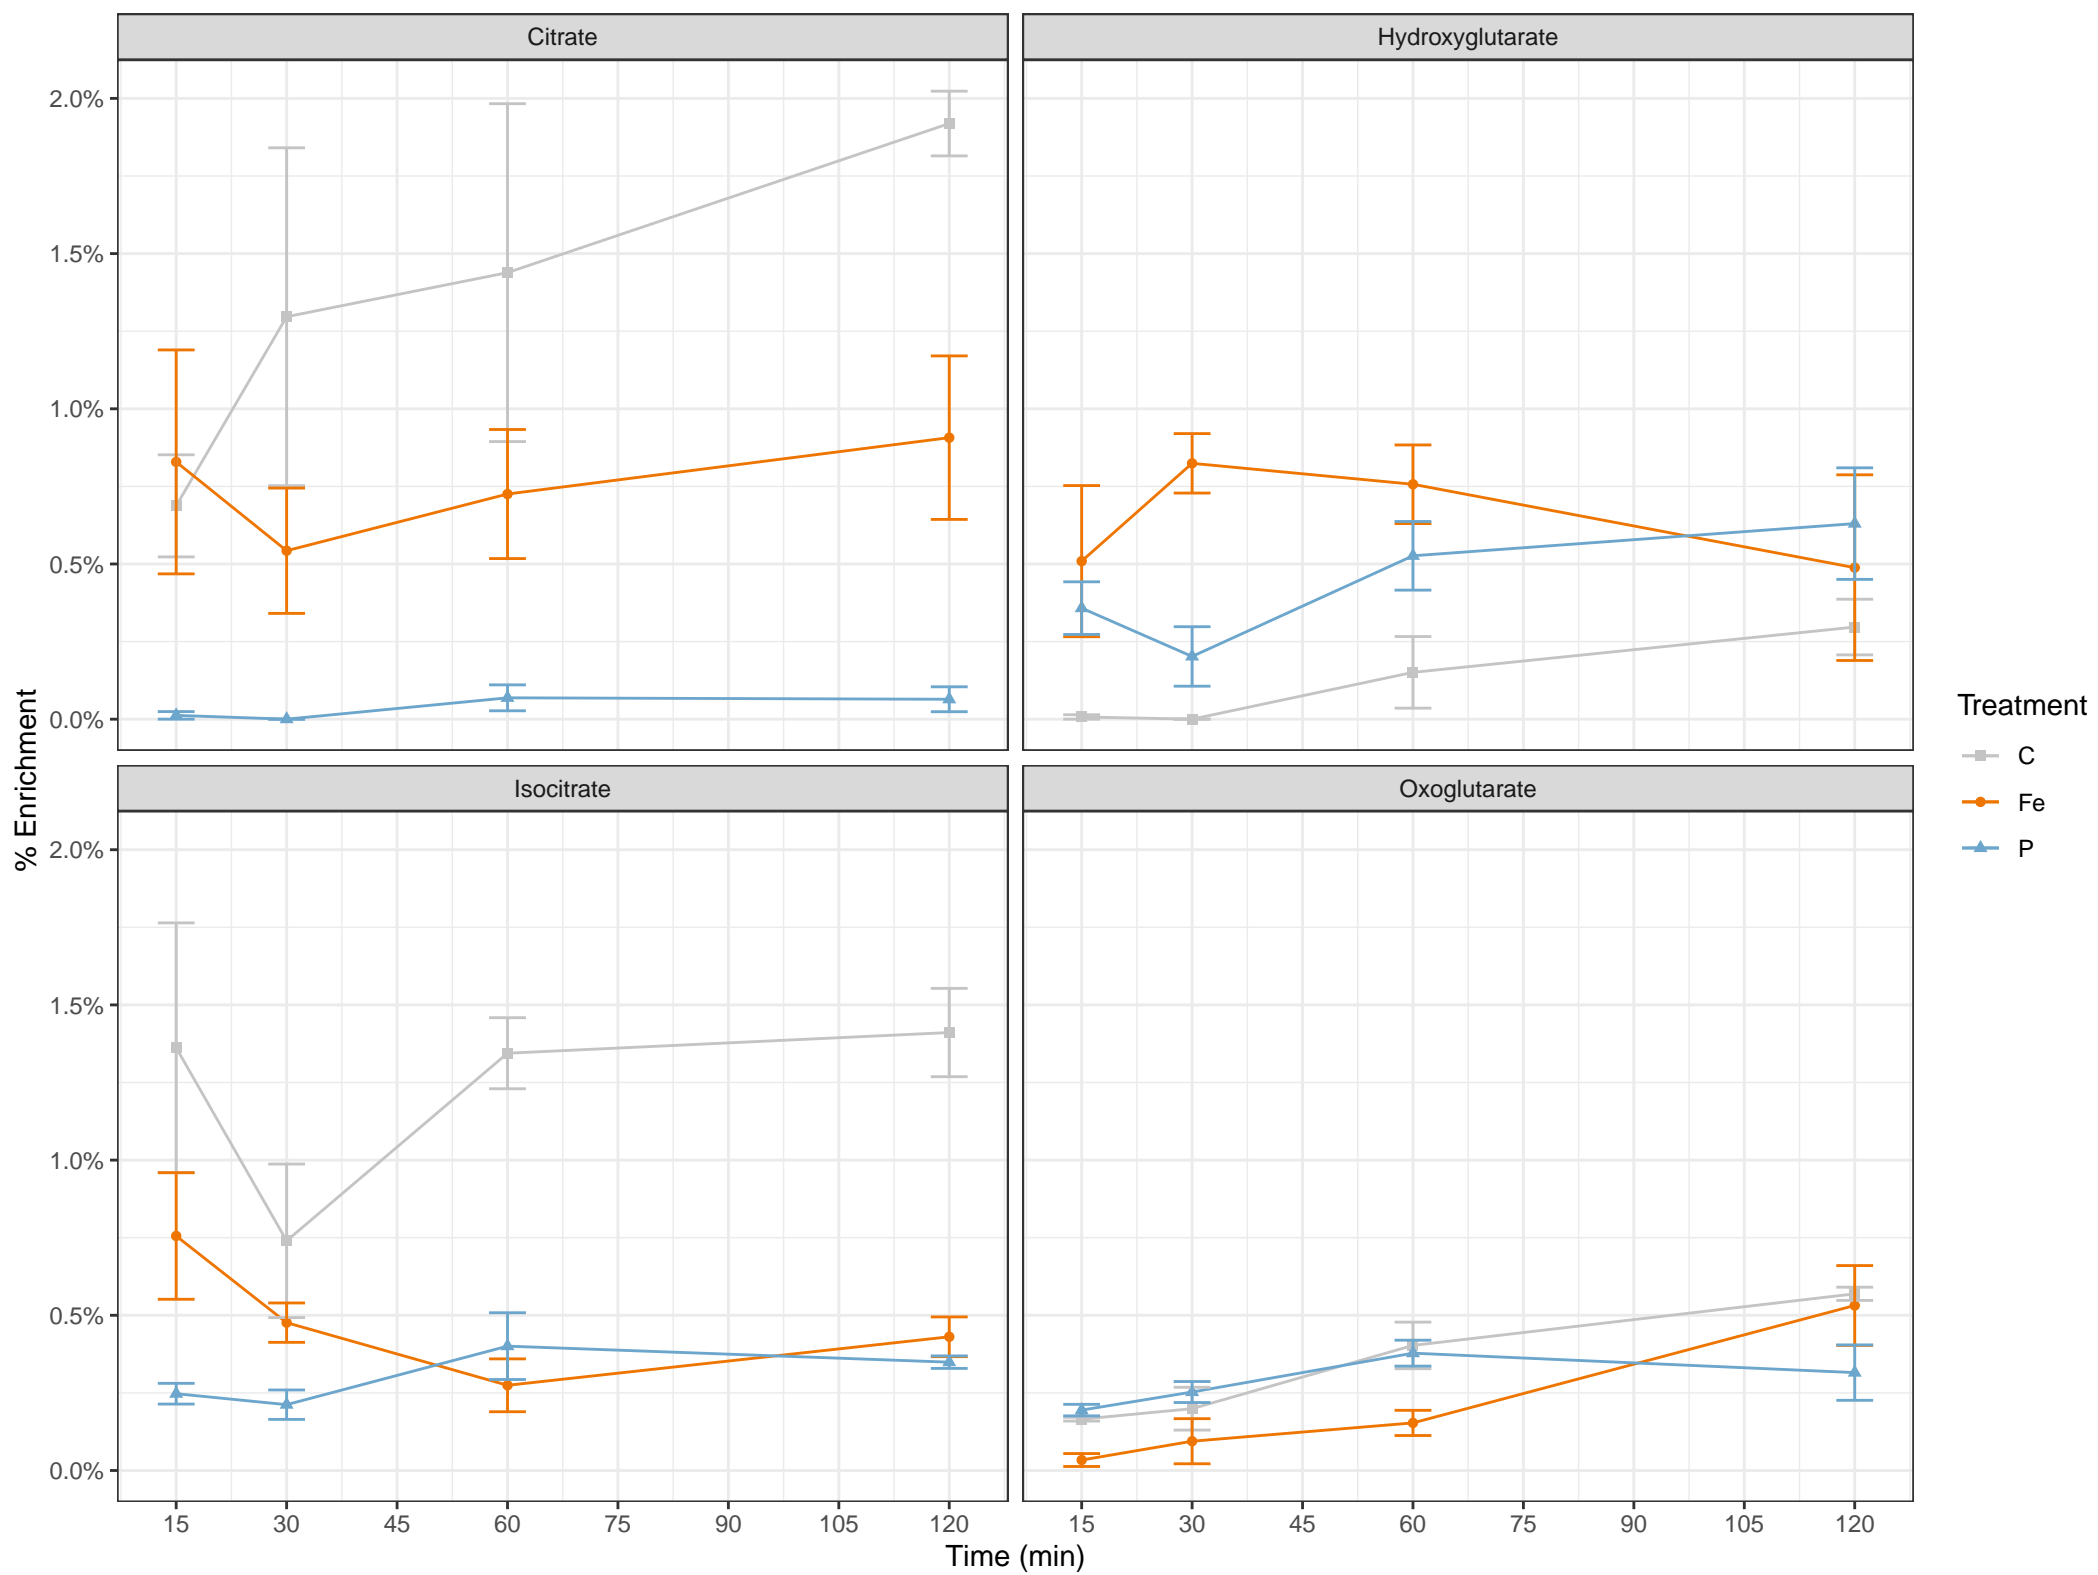 Citrate
Hydroxyglutarate
2.0%
1.5%
1.0%
0.5%
0.0%
Isocitrate
Oxoglutarate
2.0%
1.5%
1.0%
0.5%
0.0%
15 30 45 60 75 90 105 120
15 30 45 60 75 90 105 120
Time (min)
% Enrichment
Treatment
C
Fe
P